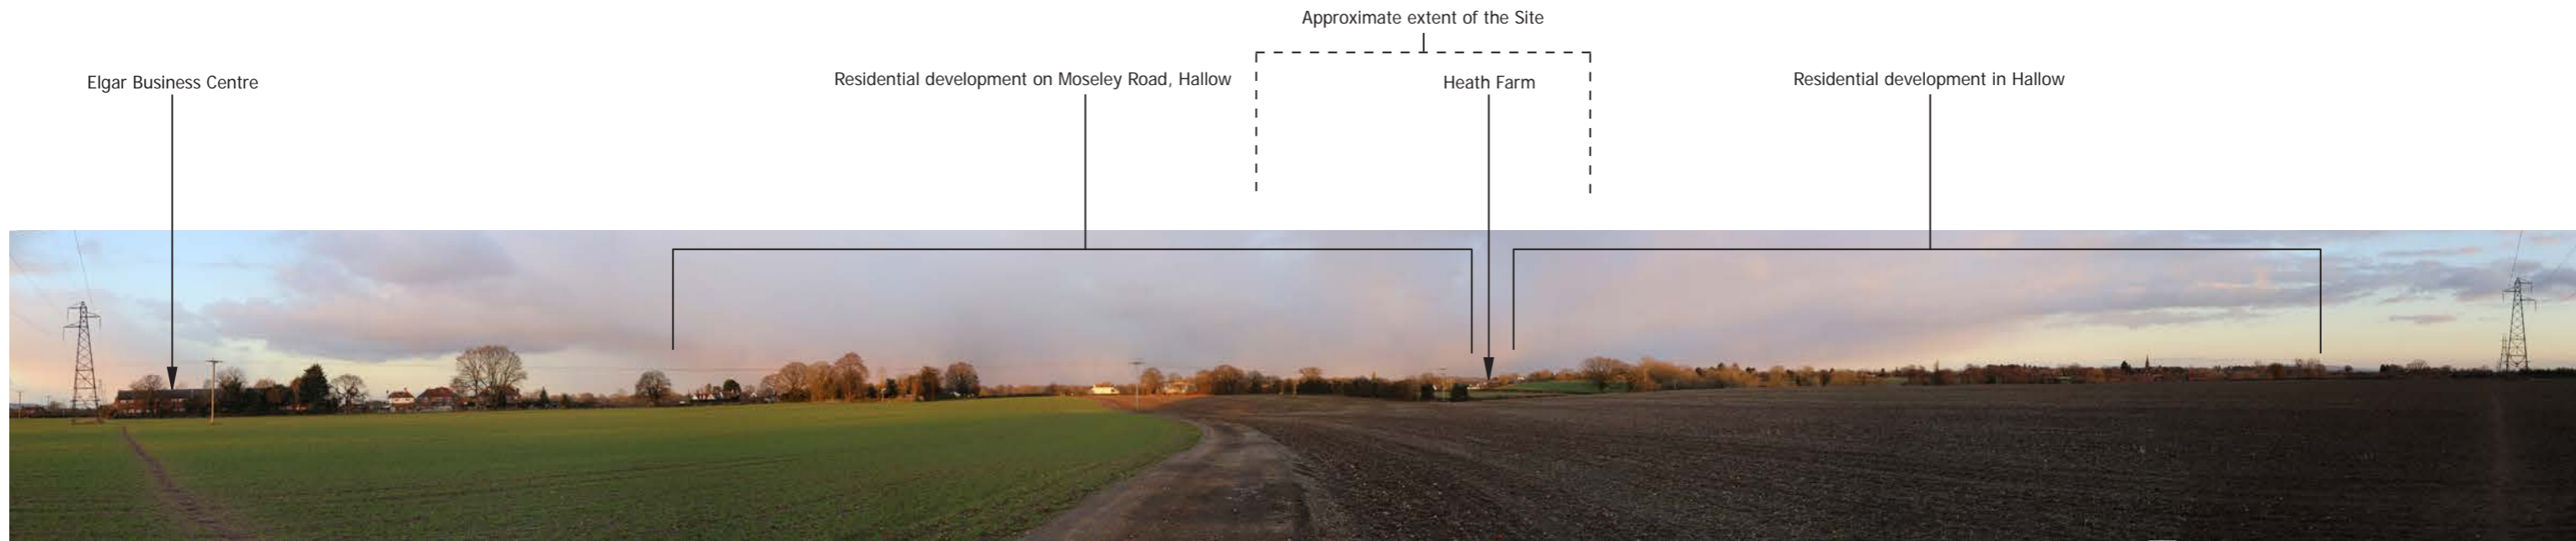 Approximate extent of the Site
Elgar Business Centre
Residential development on Moseley Road, Hallow
Heath Farm
Residential development in Hallow